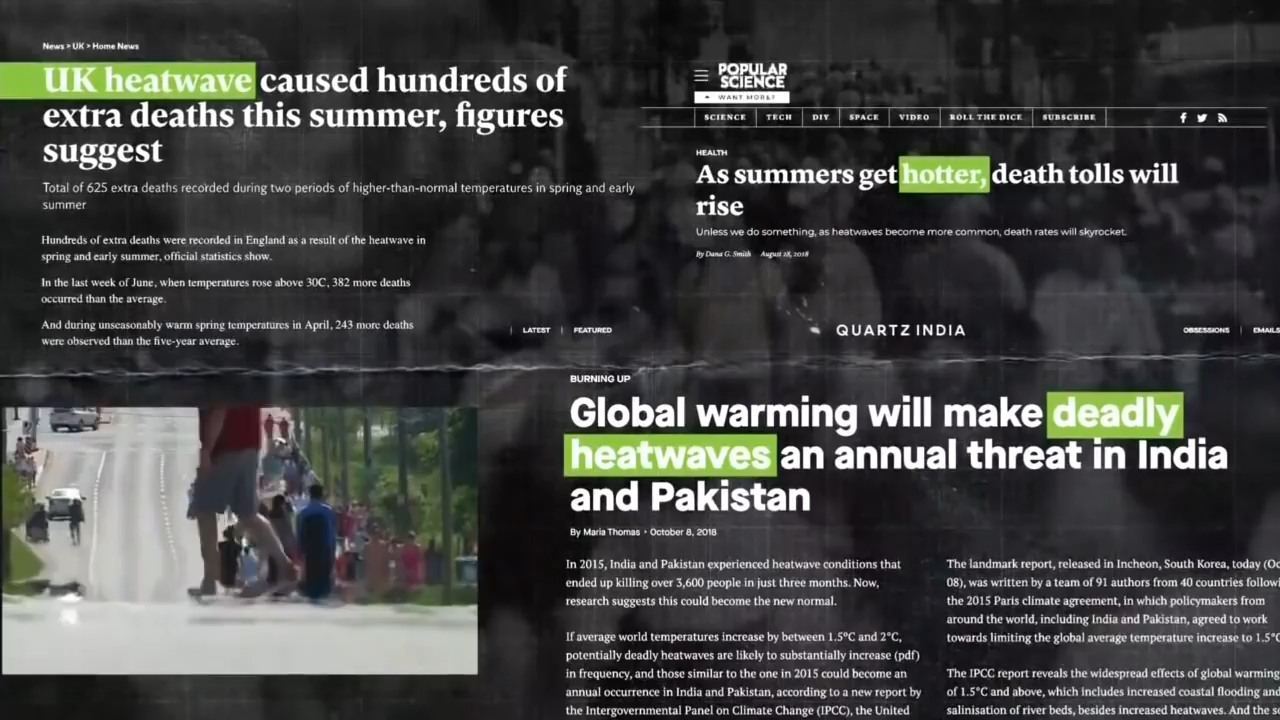 News > UK > Home News
UK heatwave caused hundreds of
extra deaths this summer, figures
suggest
Total of 625 extra deaths recorded during two periods of higher-than-normal temperatures in spring and early
summer
Hundreds of extra deaths were recorded in England as a result of the heatwave in
spring and early summer, official statistics show.
In the last week of June, when temperatures rose above 30C, 382 more deaths
occurred than the average.
And during unseasonably warm spring temperatures in April, 243 more deaths
were observed than the five-year average.
POPULAR
SCIENCE
WANT MORE?
SCIENCE TECH DIY SPACE VIDEO ROLL THE DICE SUBSCRIBE
HEALTH
As summers get hotter, death tolls will
rise
Unless we do something, as heatwaves become more common, death rates will skyrocket.
By Dana G. Smith August 28, 2018
LATEST FEATURED QUARTZ INDIA OBSESSIONS EMAILS
BURNING UP
Global warming will make deadly
heatwaves an annual threat in India
and Pakistan
By Maria Thomas • October 8, 2018
In 2015, India and Pakistan experienced heatwave conditions that
ended up killing over 3,600 people in just three months. Now,
research suggests this could become the new normal.
If average world temperatures increase by between 1.5°C and 2°C,
potentially deadly heatwaves are likely to substantially increase (pdf)
in frequency, and those similar to the one in 2015 could become an
annual occurrence in India and Pakistan, according to a new report by
the Intergovernmental Panel on Climate Change (IPCC), the United
The landmark report, released in Incheon, South Korea, today (Oc
08), was written by a team of 91 authors from 40 countries followi
the 2015 Paris climate agreement, in which policymakers from
around the world, including India and Pakistan, agreed to work
towards limiting the global average temperature increase to 1.5°C
The IPCC report reveals the widespread effects of global warming
of 1.5°C and above, which includes increased coastal flooding and
salinisation of river beds, besides increased heatwaves. And the so